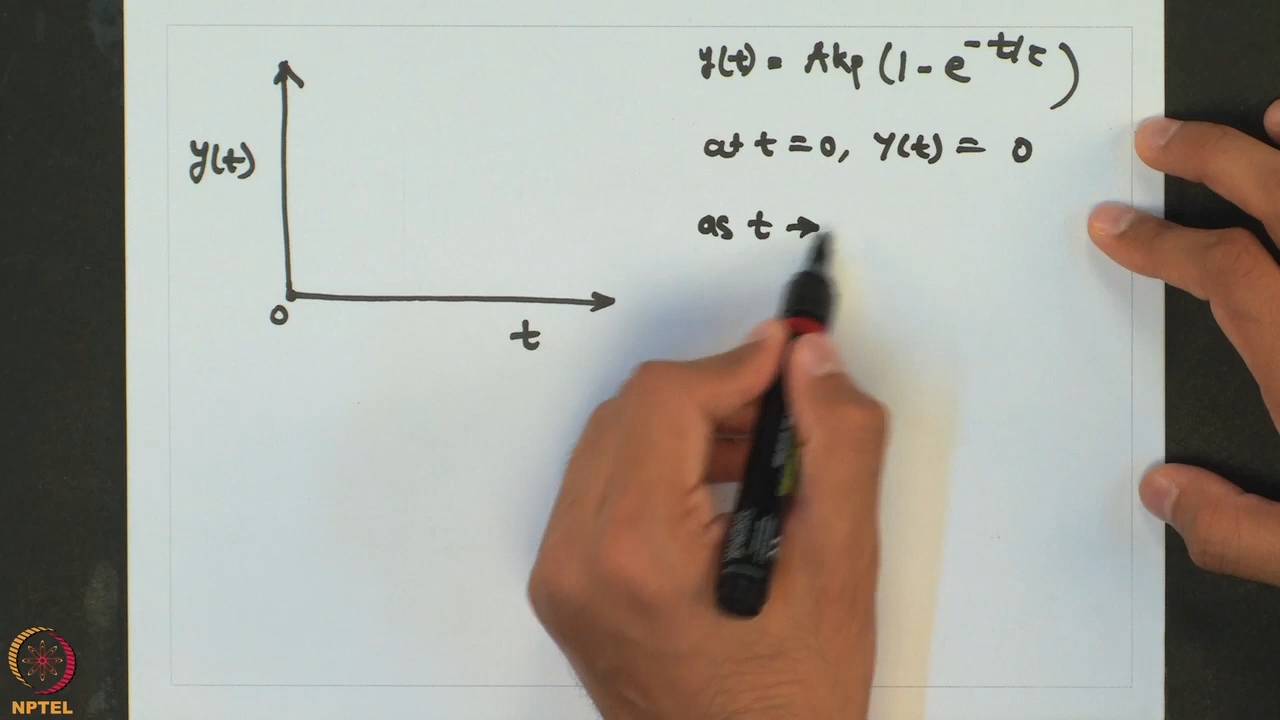 y(t) = Akp (1 - e^{-t/τ})
at t = 0, y(t) = 0
as t →
y(t)
0
t
NPTEL